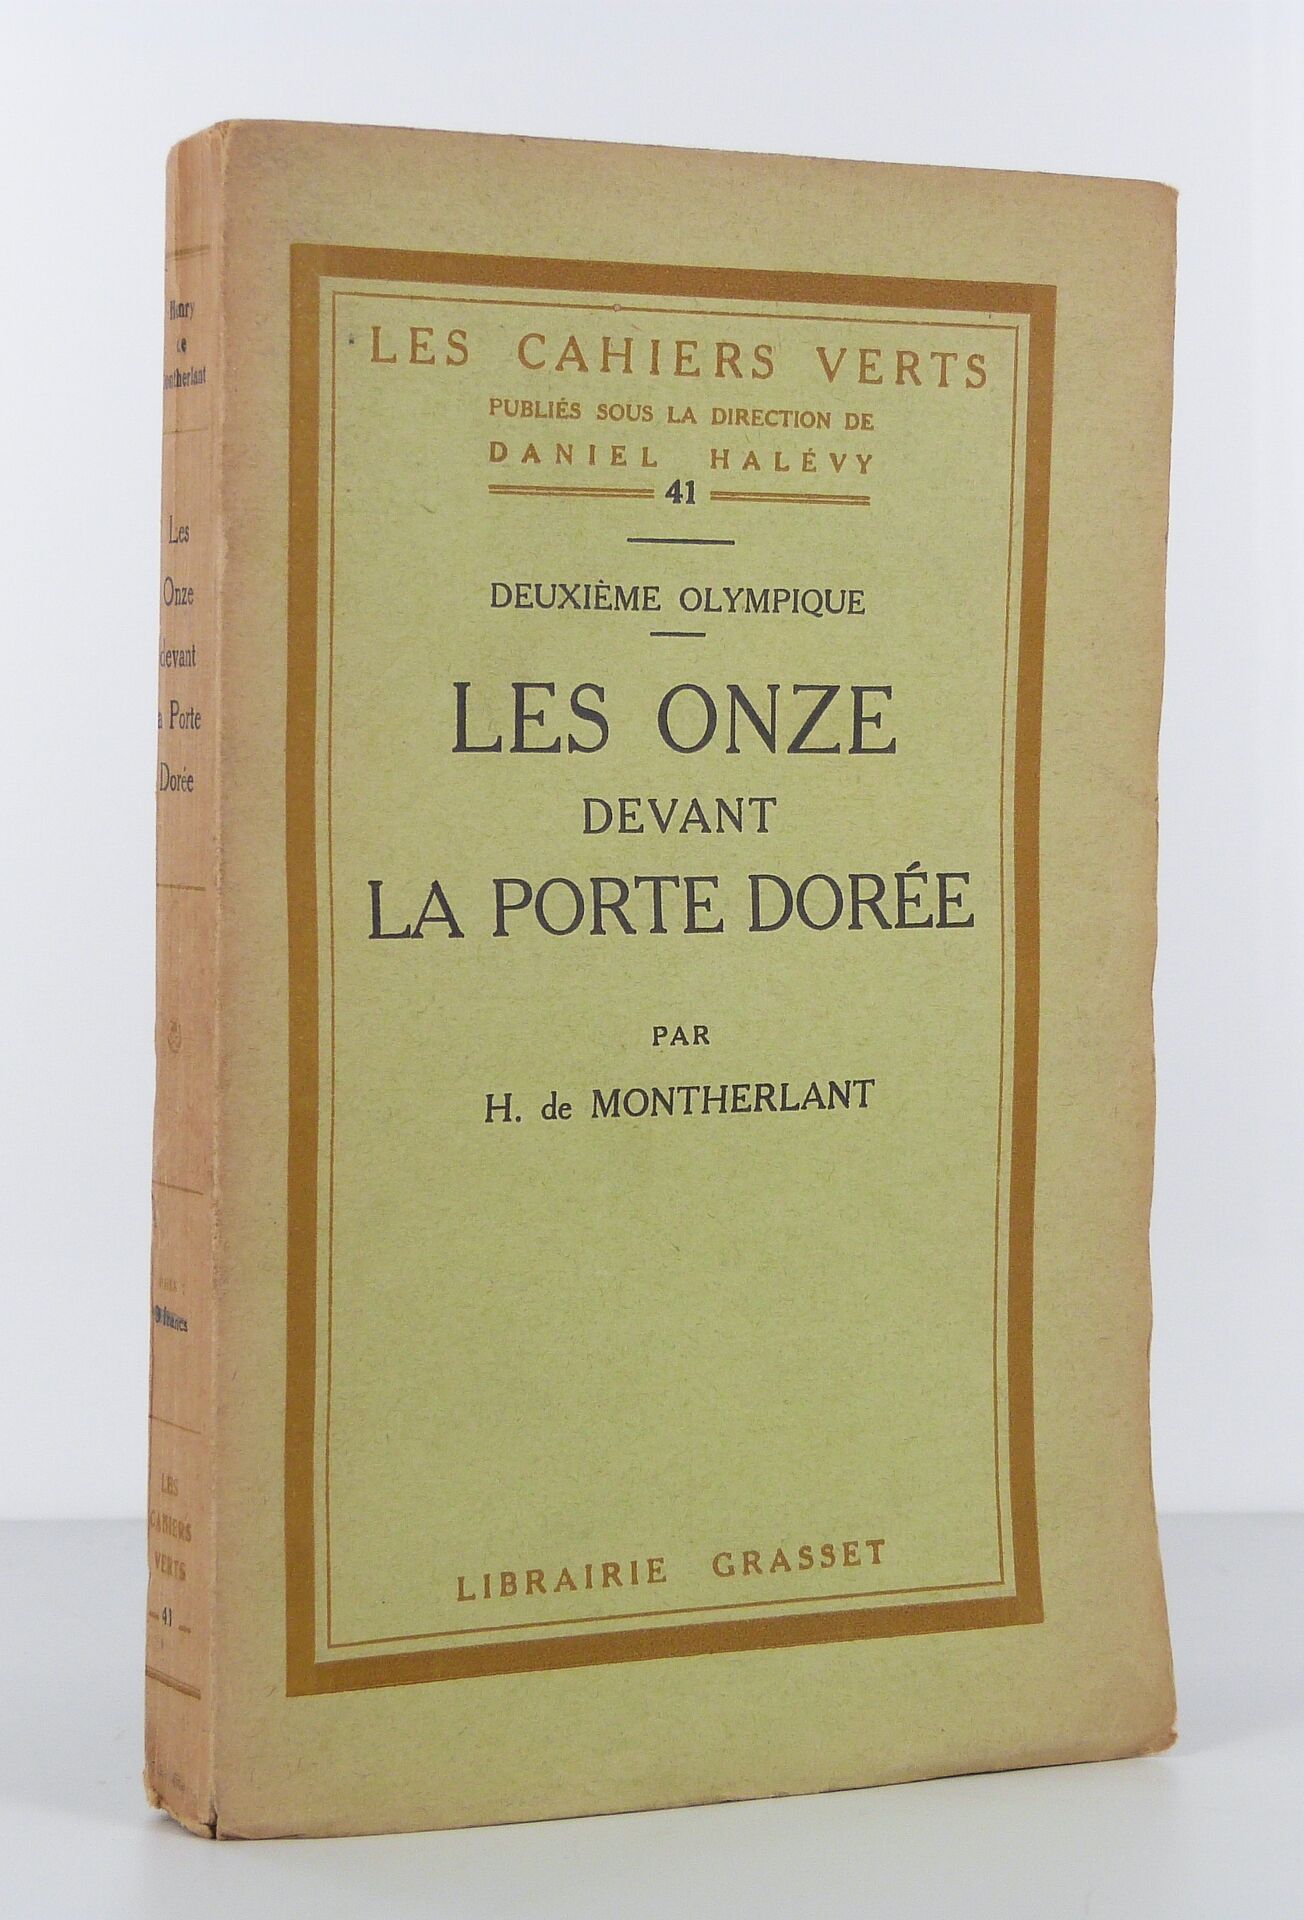 LES CAHIERS VERTS
PUBLIÉS SOUS LA DIRECTION DE
DANIEL HALÉVY
41
DEUXIÈME OLYMPIQUE
LES ONZE
DEVANT
LA PORTE DORÉE
PAR
H. de MONTHERLANT
LIBRAIRIE GRASSET
Henry
de
Montherlant
Les
Onze
devant
la Porte
Dorée
francs
LES
CAHIERS
VERTS
41